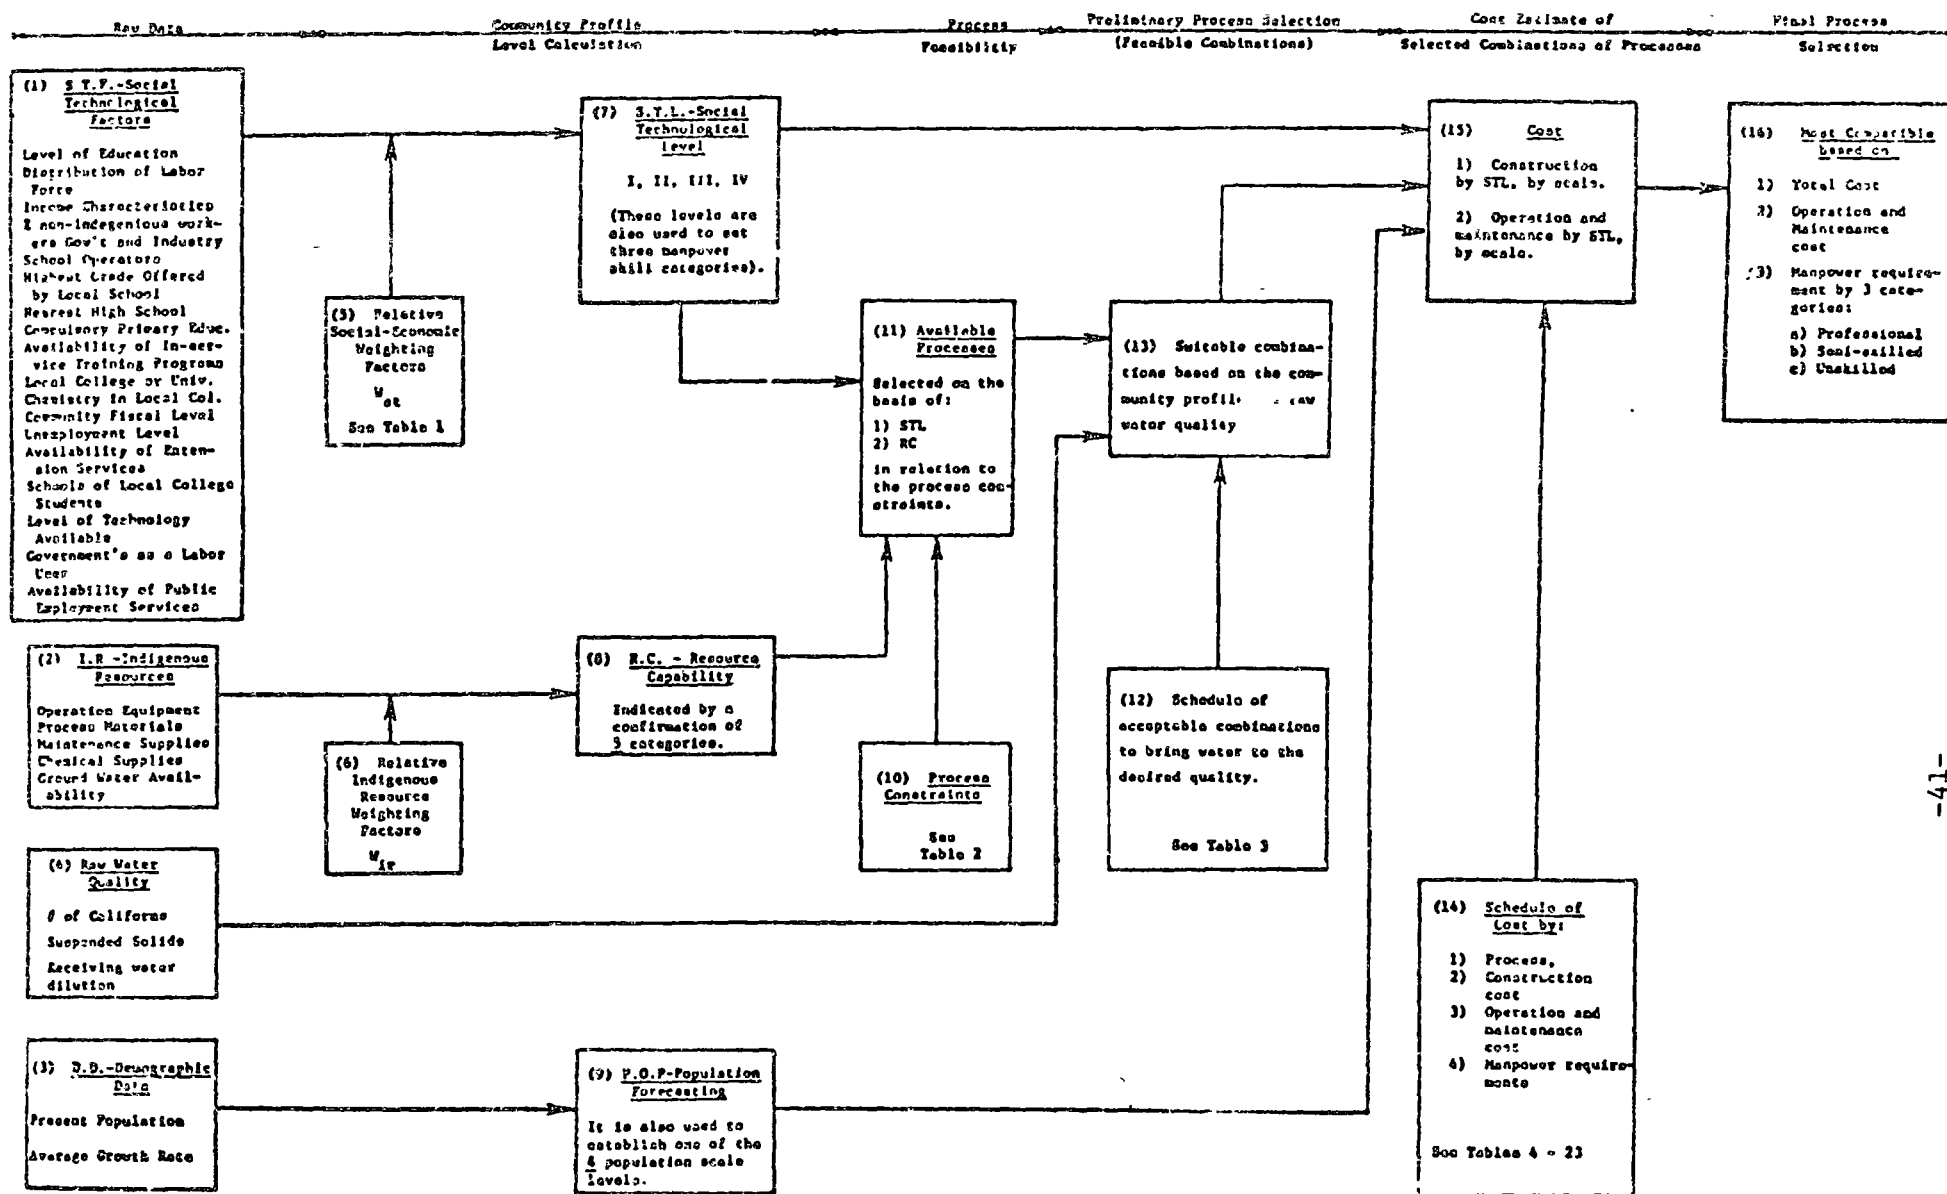 Raw Data
Community Profile
Level Calculation
Process
Feasibility
Preliminary Process Selection
(Feasible Combinations)
Cost Estimate of
Selected Combinations of Processes
Final Process
Selection
(1) S.T.F.-Social
Technological
Factors
Level of Education
Distribution of Labor
Force
Income Characteristics
% non-indegenious work-
ers Gov't and Industry
School Operators
Highest Grade Offered
by Local School
Nearest High School
Compulsory Primary Educ.
Availability of In-ser-
vice Training Programs
Local College or Univ.
Chemistry in Local Col.
Community Fiscal Level
Unemployment Level
Availability of Exten-
sion Services
Schools of Local College
Students
Level of Technology
Available
Government's as a Labor
User
Availability of Public
Employment Services
(2) I.R-Indigenous
Resources
Operation Equipment
Process Materials
Maintenance Supplies
Chemical Supplies
Ground Water Avail-
ability
(4) Raw Water
Quality
# of Califorms
Suspended Solids
Receiving water
dilution
(3) D.D.-Demographic
Data
Present Population
Average Growth Rate
(5) Relative
Social-Economic
Weighting
Factors
W st
See Table 1
(6) Relative
Indigenous
Resource
Weighting
Factors
W ir
(7) S.T.L.-Social
Technological
Level
I, II, III, IV
(These levels are
also used to set
three manpower
skill categories).
(8) R.C. - Resource
Capability
Indicated by a
confirmation of
5 categories.
(9) P.O.P-Population
Forecasting
It is also used to
establish one of the
4 population scale
levels.
(11) Available
Processes
Selected on the
basis of:
1) STL
2) RC
in relation to
the process con-
straints.
(10) Process
Constraints
See
Table 2
(13) Suitable combina-
tions based on the com-
munity profile raw
water quality
(12) Schedule of
acceptable combinations
to bring water to the
desired quality.
See Table 3
(15) Cost
1) Construction
by STL, by scale.
2) Operation and
maintenance by STL,
by scale.
(14) Schedule of
Cost by:
1) Process,
2) Construction
cost
3) Operation and
maintenance
cost
4) Manpower require-
ments
See Tables 4 - 23
(16) Most Compatible
based on
1) Total Cost
2) Operation and
Maintenance
cost
(3) Manpower require-
ment by 3 cate-
gories:
a) Professional
b) Semi-skilled
c) Unskilled
-41-